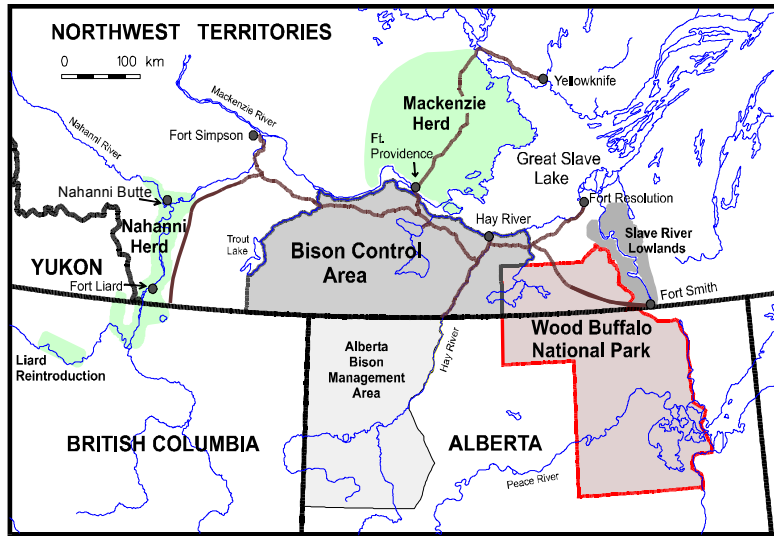 NORTHWEST TERRITORIES
0 100 km
Mackenzie River
Yellowknife
Mackenzie
Herd
Nahanni River
Fort Simpson
Ft.
Providence
Great Slave
Lake
Nahanni Butte
Fort Resolution
Nahanni
Herd
Hay River
Slave River
Lowlands
Trout
Lake
Bison Control
Area
YUKON
Fort Liard
Fort Smith
Wood Buffalo
National Park
Liard
Reintroduction
Alberta
Bison
Management
Area
Hay River
BRITISH COLUMBIA
ALBERTA
Peace River